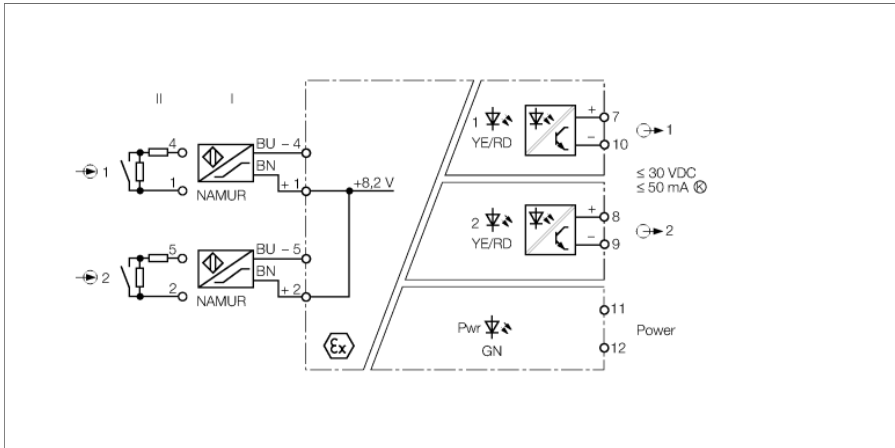 II I
4 BU – 4
1 BN
1 + 1 +8,2 V
NAMUR
5 BU – 5
2 BN
2 + 2
NAMUR
Ex
1 + 7
YE/RD – 10
1
≤ 30 VDC
≤ 50 mA Ⓚ
2 + 8
YE/RD – 9
2
Pwr 11
GN 12
Power